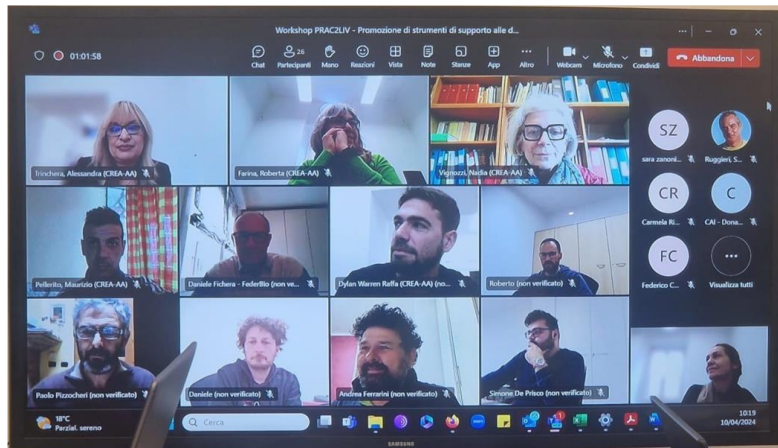 Workshop PRAC2LIV - Promozione di strumenti di supporto alle d...
01:01:58
Chat
26
Partecipanti
Mano
Reazioni
Vista
Note
Stanze
App
Altro
Webcam
Microfono
Condividi
Abbandona
Trinchera, Alessandra (CREA-AA)
Farina, Roberta (CREA-AA)
Vignozzi, Nadia (CREA-AA)
SZ
sara zanoni...
Ruggieri, S...
CR
Carmela Ri...
C
CAI - Dona...
FC
Federico C...
Visualizza tutti
Pellerito, Maurizio (CREA-AA)
Daniele Fichera - FederBio (non ve...
Dylan Warren Raffa (CREA-AA) (no...
Roberto (non verificato)
Paolo Pizzocheri (non verificato)
Daniele (non verificato)
Andrea Ferrarini (non verificato)
Simone De Prisco (non verificato)
18°C
Parzial. sereno
Cerca
10:19
10/04/2024
SAMSUNG